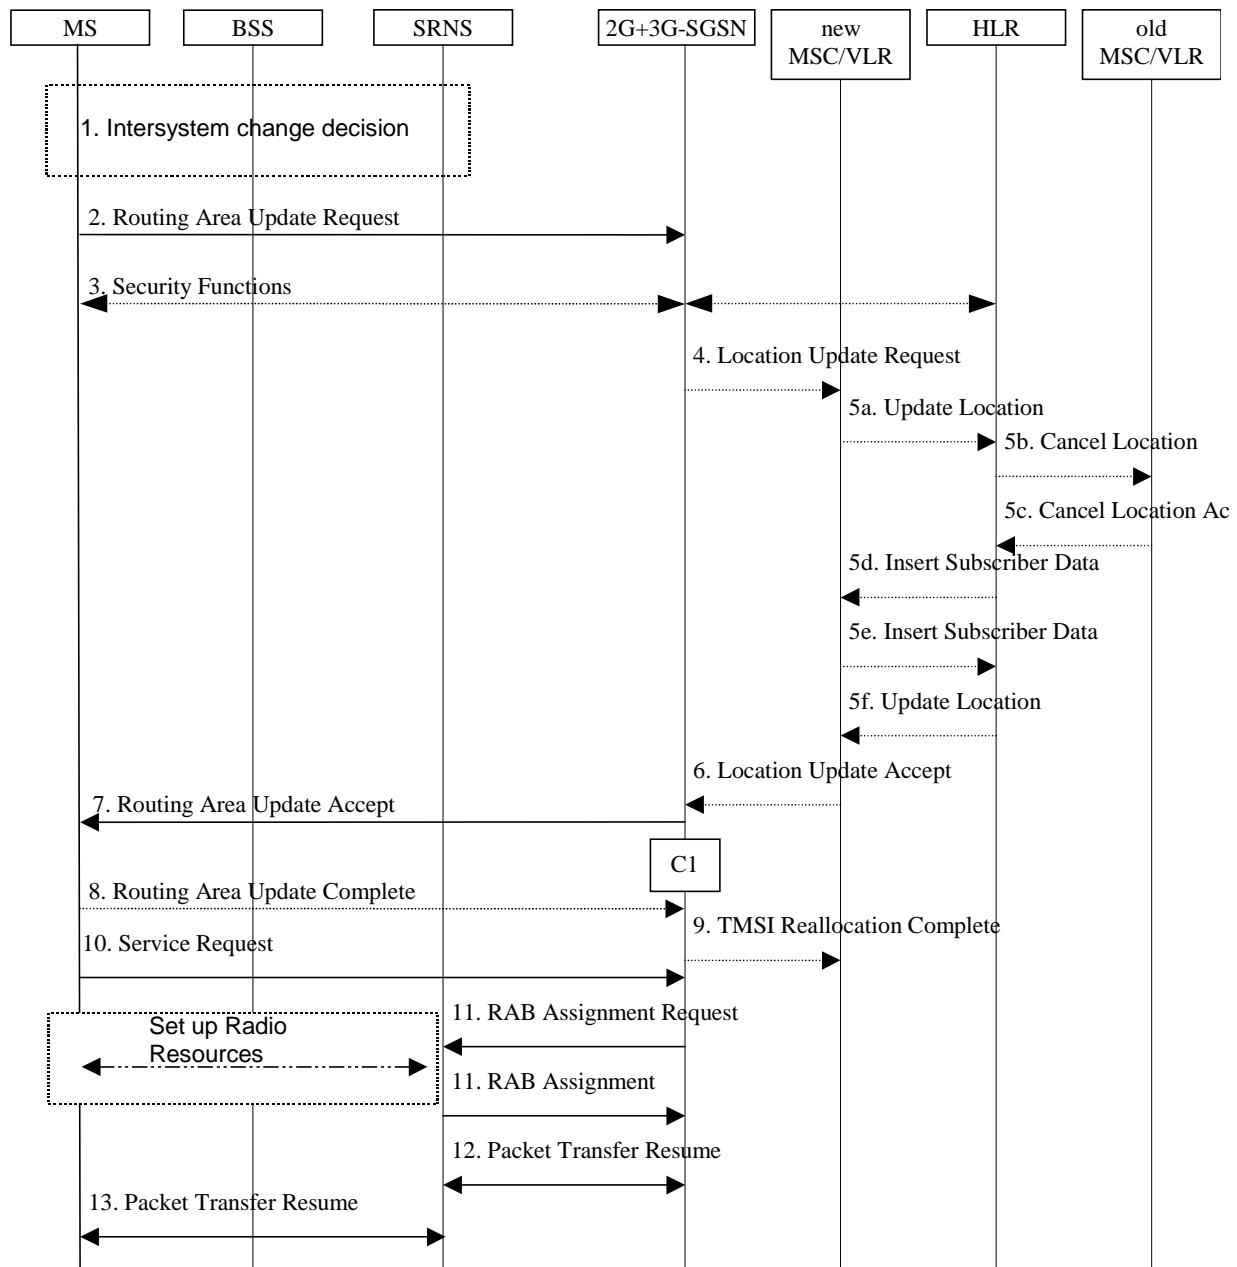 MS
BSS
SRNS
2G+3G-SGSN
new
MSC/VLR
HLR
old
MSC/VLR
1. Intersystem change decision
2. Routing Area Update Request
3. Security Functions
4. Location Update Request
5a. Update Location
5b. Cancel Location
5c. Cancel Location Ac
5d. Insert Subscriber Data
5e. Insert Subscriber Data
5f. Update Location
6. Location Update Accept
7. Routing Area Update Accept
C1
8. Routing Area Update Complete
9. TMSI Reallocation Complete
10. Service Request
11. RAB Assignment Request
Set up Radio
Resources
11. RAB Assignment
12. Packet Transfer Resume
13. Packet Transfer Resume